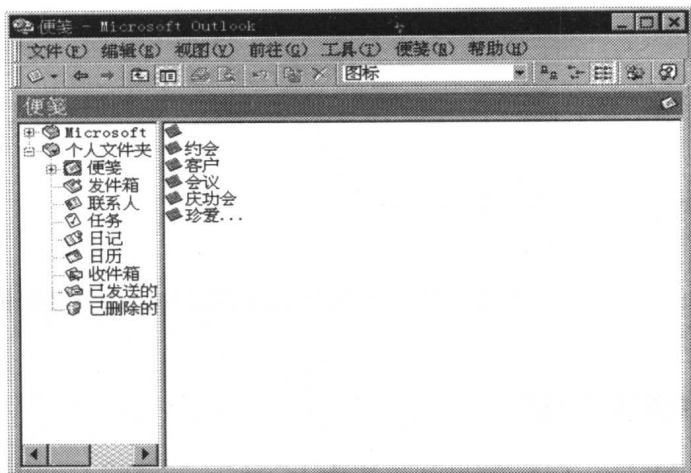 便笺 - Microsoft Outlook
文件(F) 编辑(E) 视图(V) 前往(G) 工具(T) 便笺(N) 帮助(H)
图标
便笺
Microsoft
个人文件夹
便笺
发件箱
联系人
任务
日记
日历
收件箱
已发送的
已删除的
约会
客户
会议
庆功会
珍爱...